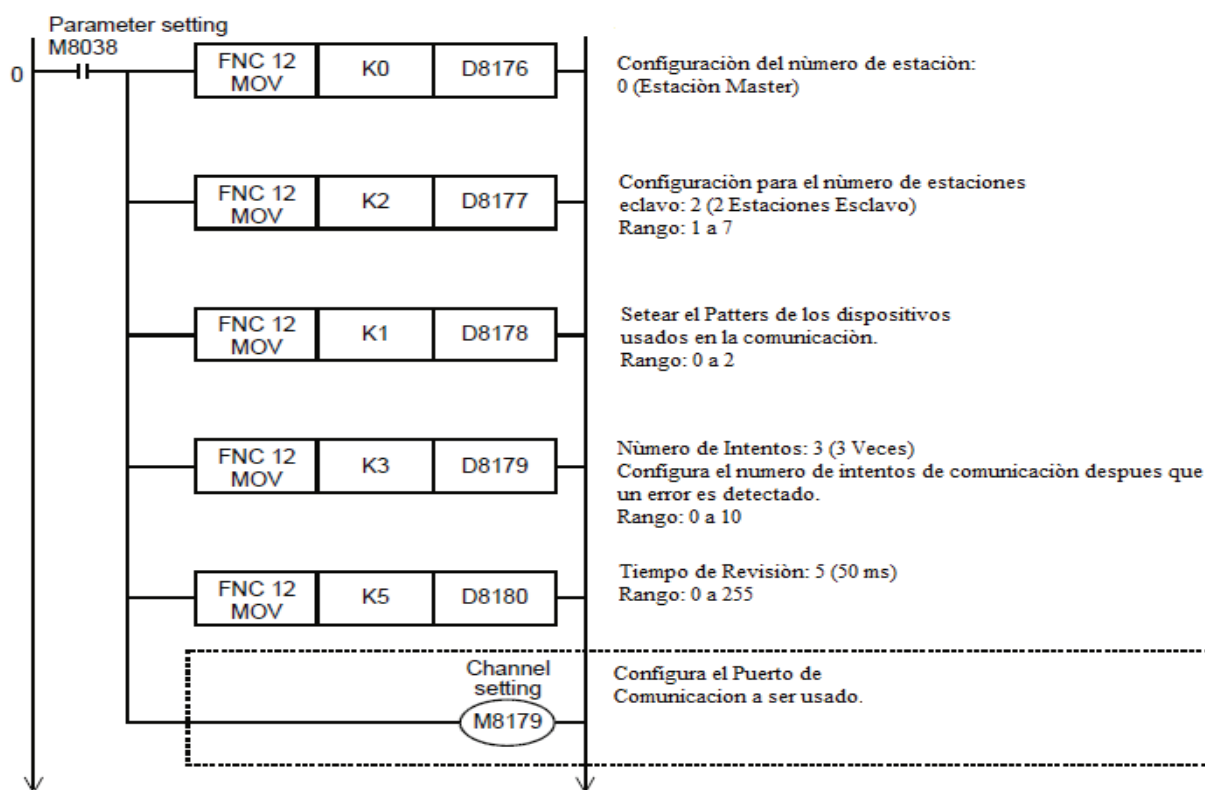 Parameter setting
M8038
0
FNC 12
MOV
K0
D8176
Configuraciòn del nùmero de estaciòn:
0 (Estaciòn Master)
FNC 12
MOV
K2
D8177
Configuraciòn para el nùmero de estaciones
eclavo: 2 (2 Estaciones Esclavo)
Rango: 1 a 7
FNC 12
MOV
K1
D8178
Setear el Patters de los dispositivos
usados en la comunicaciòn.
Rango: 0 a 2
FNC 12
MOV
K3
D8179
Nùmero de Intentos: 3 (3 Veces)
Configura el numero de intentos de comunicaciòn despues que
un error es detectado.
Rango: 0 a 10
FNC 12
MOV
K5
D8180
Tiempo de Revisiòn: 5 (50 ms)
Rango: 0 a 255
Channel
setting
M8179
Configura el Puerto de
Comunicacion a ser usado.